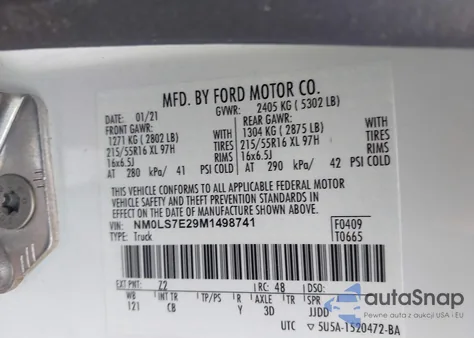 MFD. BY FORD MOTOR CO.
DATE: 01/21 GVWR: 2405 KG ( 5302 LB)
FRONT GAWR: REAR GAWR:
1271 KG ( 2802 LB) WITH 1304 KG ( 2875 LB) WITH
215/55R16 XL 97H TIRES 215/55R16 XL 97H TIRES
16x6.5J RIMS 16x6.5J RIMS
AT 280 kPa/ 41 PSI COLD AT 290 kPa/ 42 PSI COLD
THIS VEHICLE CONFORMS TO ALL APPLICABLE FEDERAL MOTOR
VEHICLE SAFETY AND THEFT PREVENTION STANDARDS IN
EFFECT ON THE DATE OF MANUFACTURE SHOWN ABOVE.
VIN: NM0LS7E29M1498741 F0409
TYPE: Truck T0665
EXT PNT: Z2 RC: 48 DSO:
WB INT TR TP/PS R AXLE TR SPR
121 CB Y 3D JJDD
UTC 5U5A-1520472-BA
autoSnap
Pewne auta z aukcji USA i EU